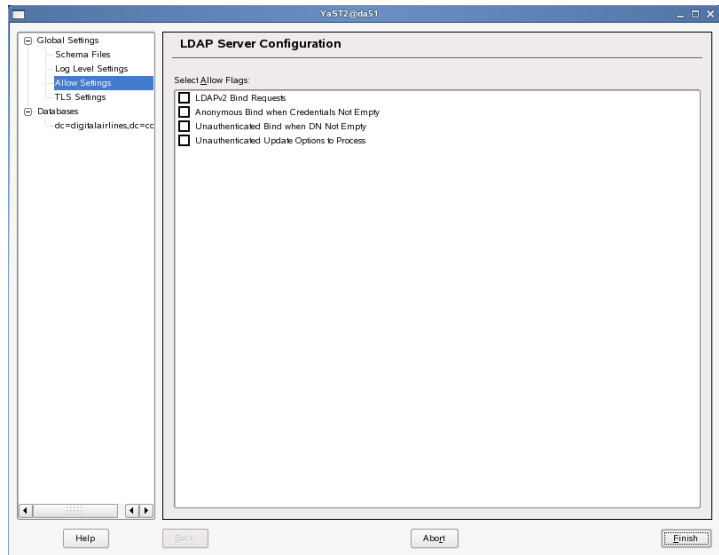 YaST2@da51
Global Settings
Schema Files
Log Level Settings
Allow Settings
TLS Settings
Databases
dc=digitalairlines,dc=cc
LDAP Server Configuration
Select Allow Flags:
LDAPv2 Bind Requests
Anonymous Bind when Credentials Not Empty
Unauthenticated Bind when DN Not Empty
Unauthenticated Update Options to Process
Help
Back
Abort
Finish